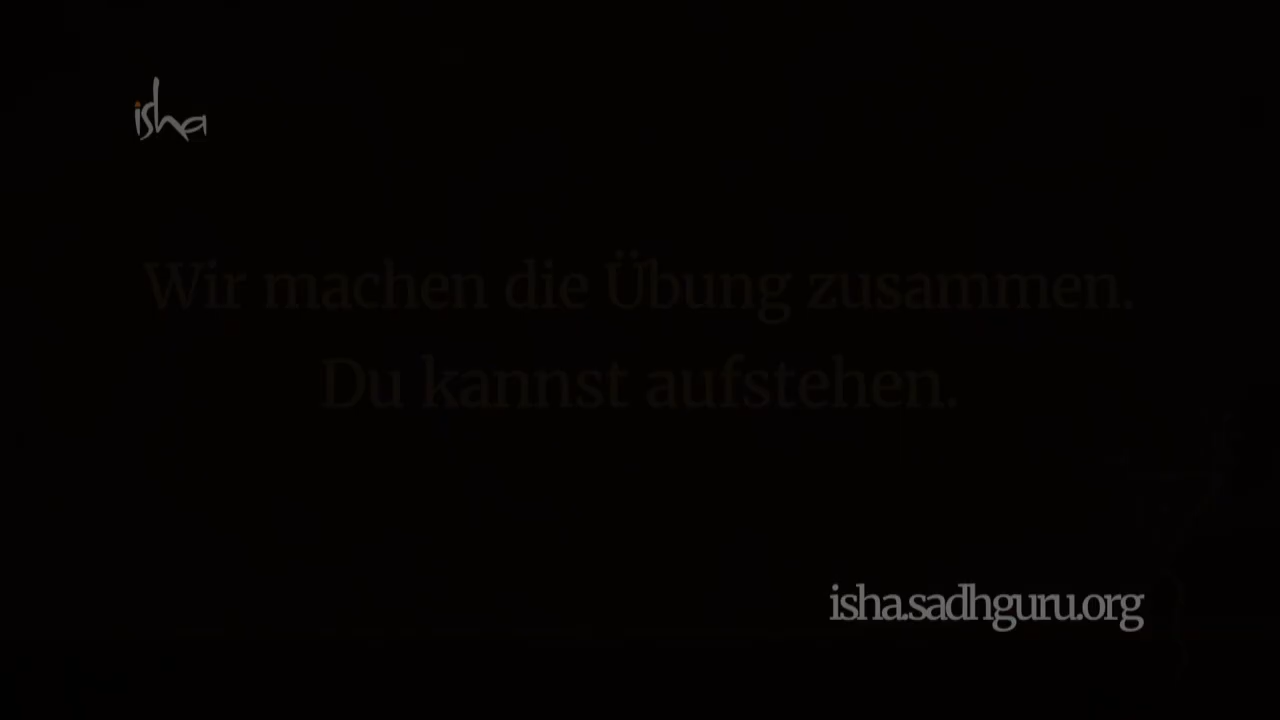 isha
Wir machen die Übung zusammen.
Du kannst aufstehen.
isha.sadhguru.org